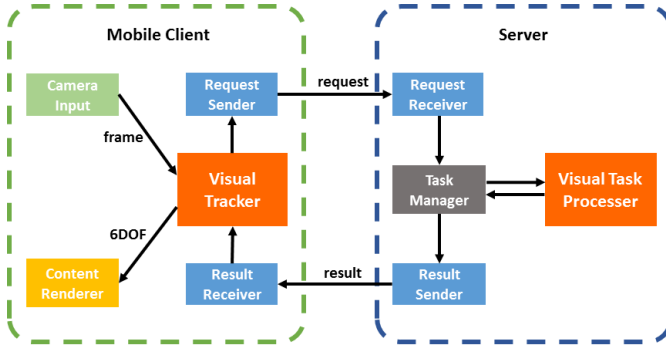 Mobile Client
Server
Camera
Input
Request
Sender
request
Request
Receiver
frame
Visual
Tracker
Task
Manager
Visual Task
Processer
6DOF
Content
Renderer
Result
Receiver
result
Result
Sender